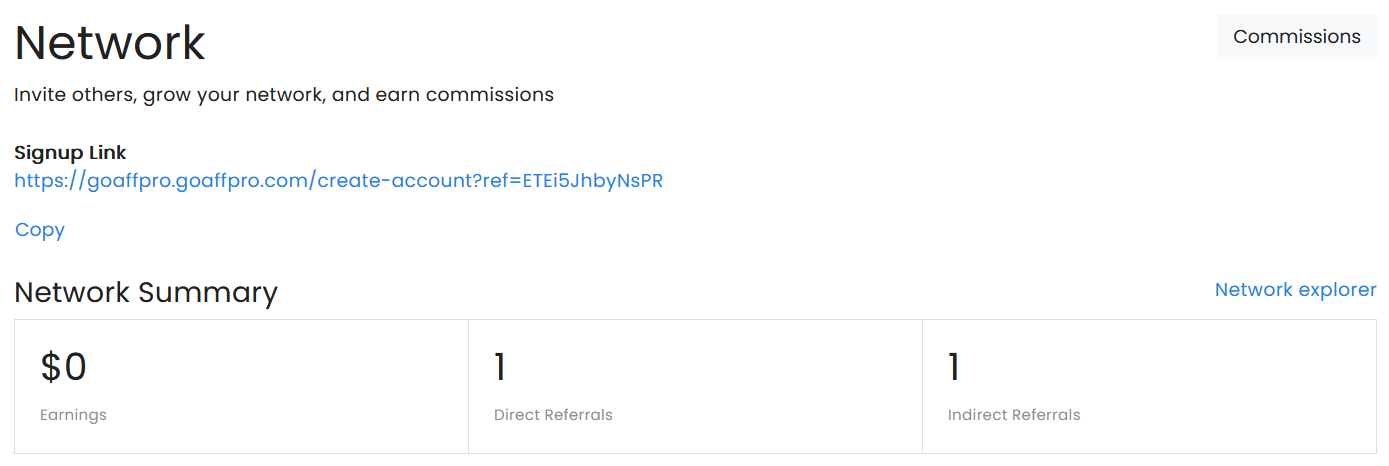 Network
Commissions
Invite others, grow your network, and earn commissions
Signup Link
https://goaffpro.goaffpro.com/create-account?ref=ETEi5JhbyNsPR
Copy
Network Summary
Network explorer
$0
Earnings
1
Direct Referrals
1
Indirect Referrals